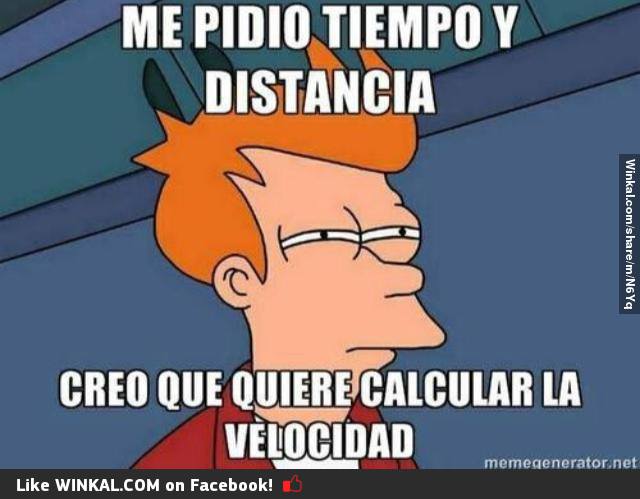 ME PIDIO TIEMPO Y
DISTANCIA
Winkal.com/share/m/N6Yq
CREO QUE QUIERE CALCULAR LA
VELOCIDAD
memegenerator.net
Like WINKAL.COM on Facebook!